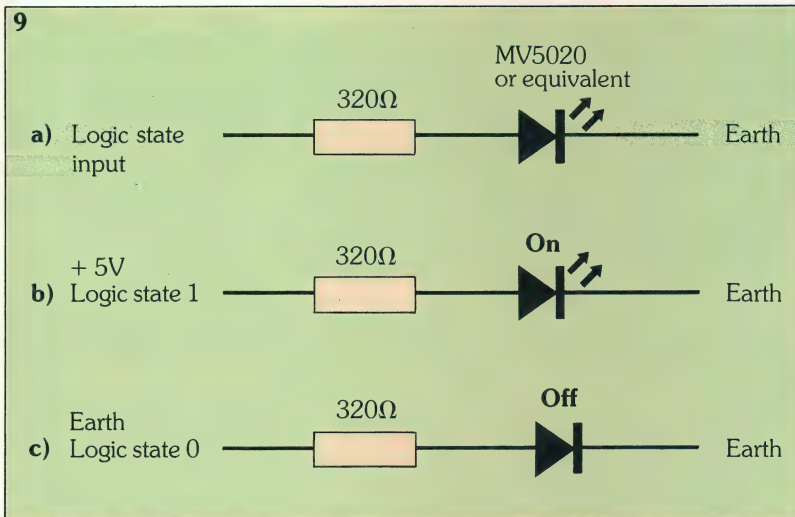 9
MV5020
or equivalent
320Ω
a) Logic state
input
Earth
+ 5V
320Ω
On
b) Logic state 1
Earth
Earth
320Ω
Off
c) Logic state 0
Earth